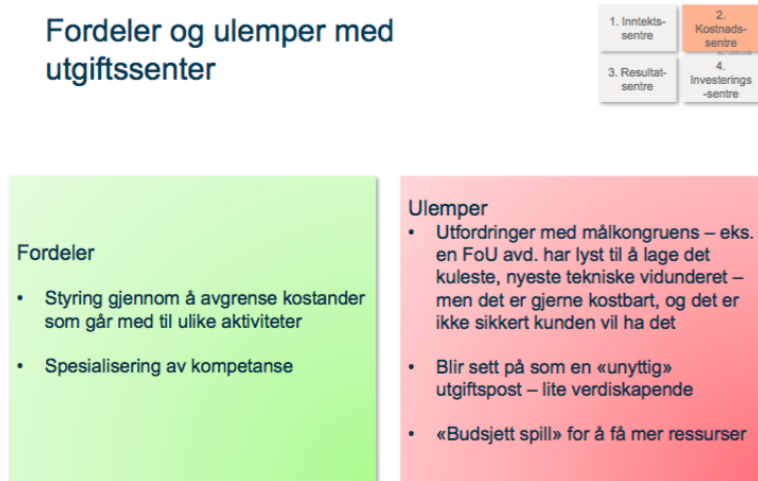 Fordeler og ulemper med
utgiftssenter
1. Inntekts-
sentre
2.
Kostnads-
sentre
3. Resultat-
sentre
4.
Investerings
-sentre
Fordeler
• Styring gjennom å avgrense kostander
som går med til ulike aktiviteter
• Spesialisering av kompetanse
Ulemper
• Utfordringer med målkongruens – eks.
en FoU avd. har lyst til å lage det
kuleste, nyeste tekniske vidunderet –
men det er gjerne kostbart, og det er
ikke sikkert kunden vil ha det
• Blir sett på som en «unyttig»
utgiftspost – lite verdiskapende
• «Budsjett spill» for å få mer ressurser